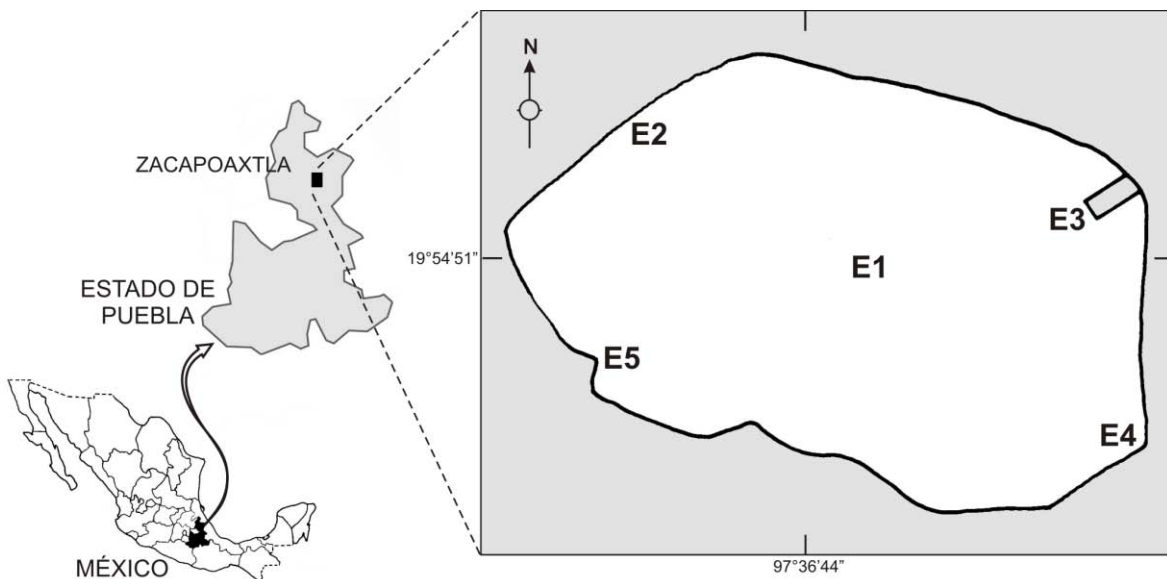 ZACAPOAXTLA
ESTADO DE
PUEBLA
MÉXICO
N
E2
E3
E1
19°54'51"
E5
E4
97°36'44"